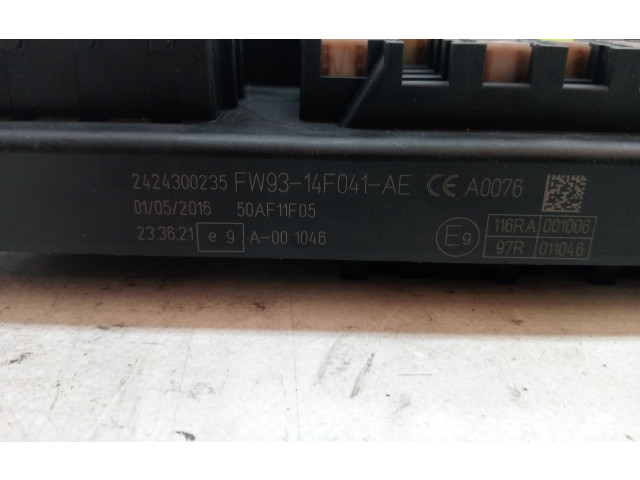 2424300235 FW93-14F041-AE CE A0076
01/05/2016 50AF11F05
23:36:21 e 9 A-00 1046
E9
116RA 001006
97R 011046